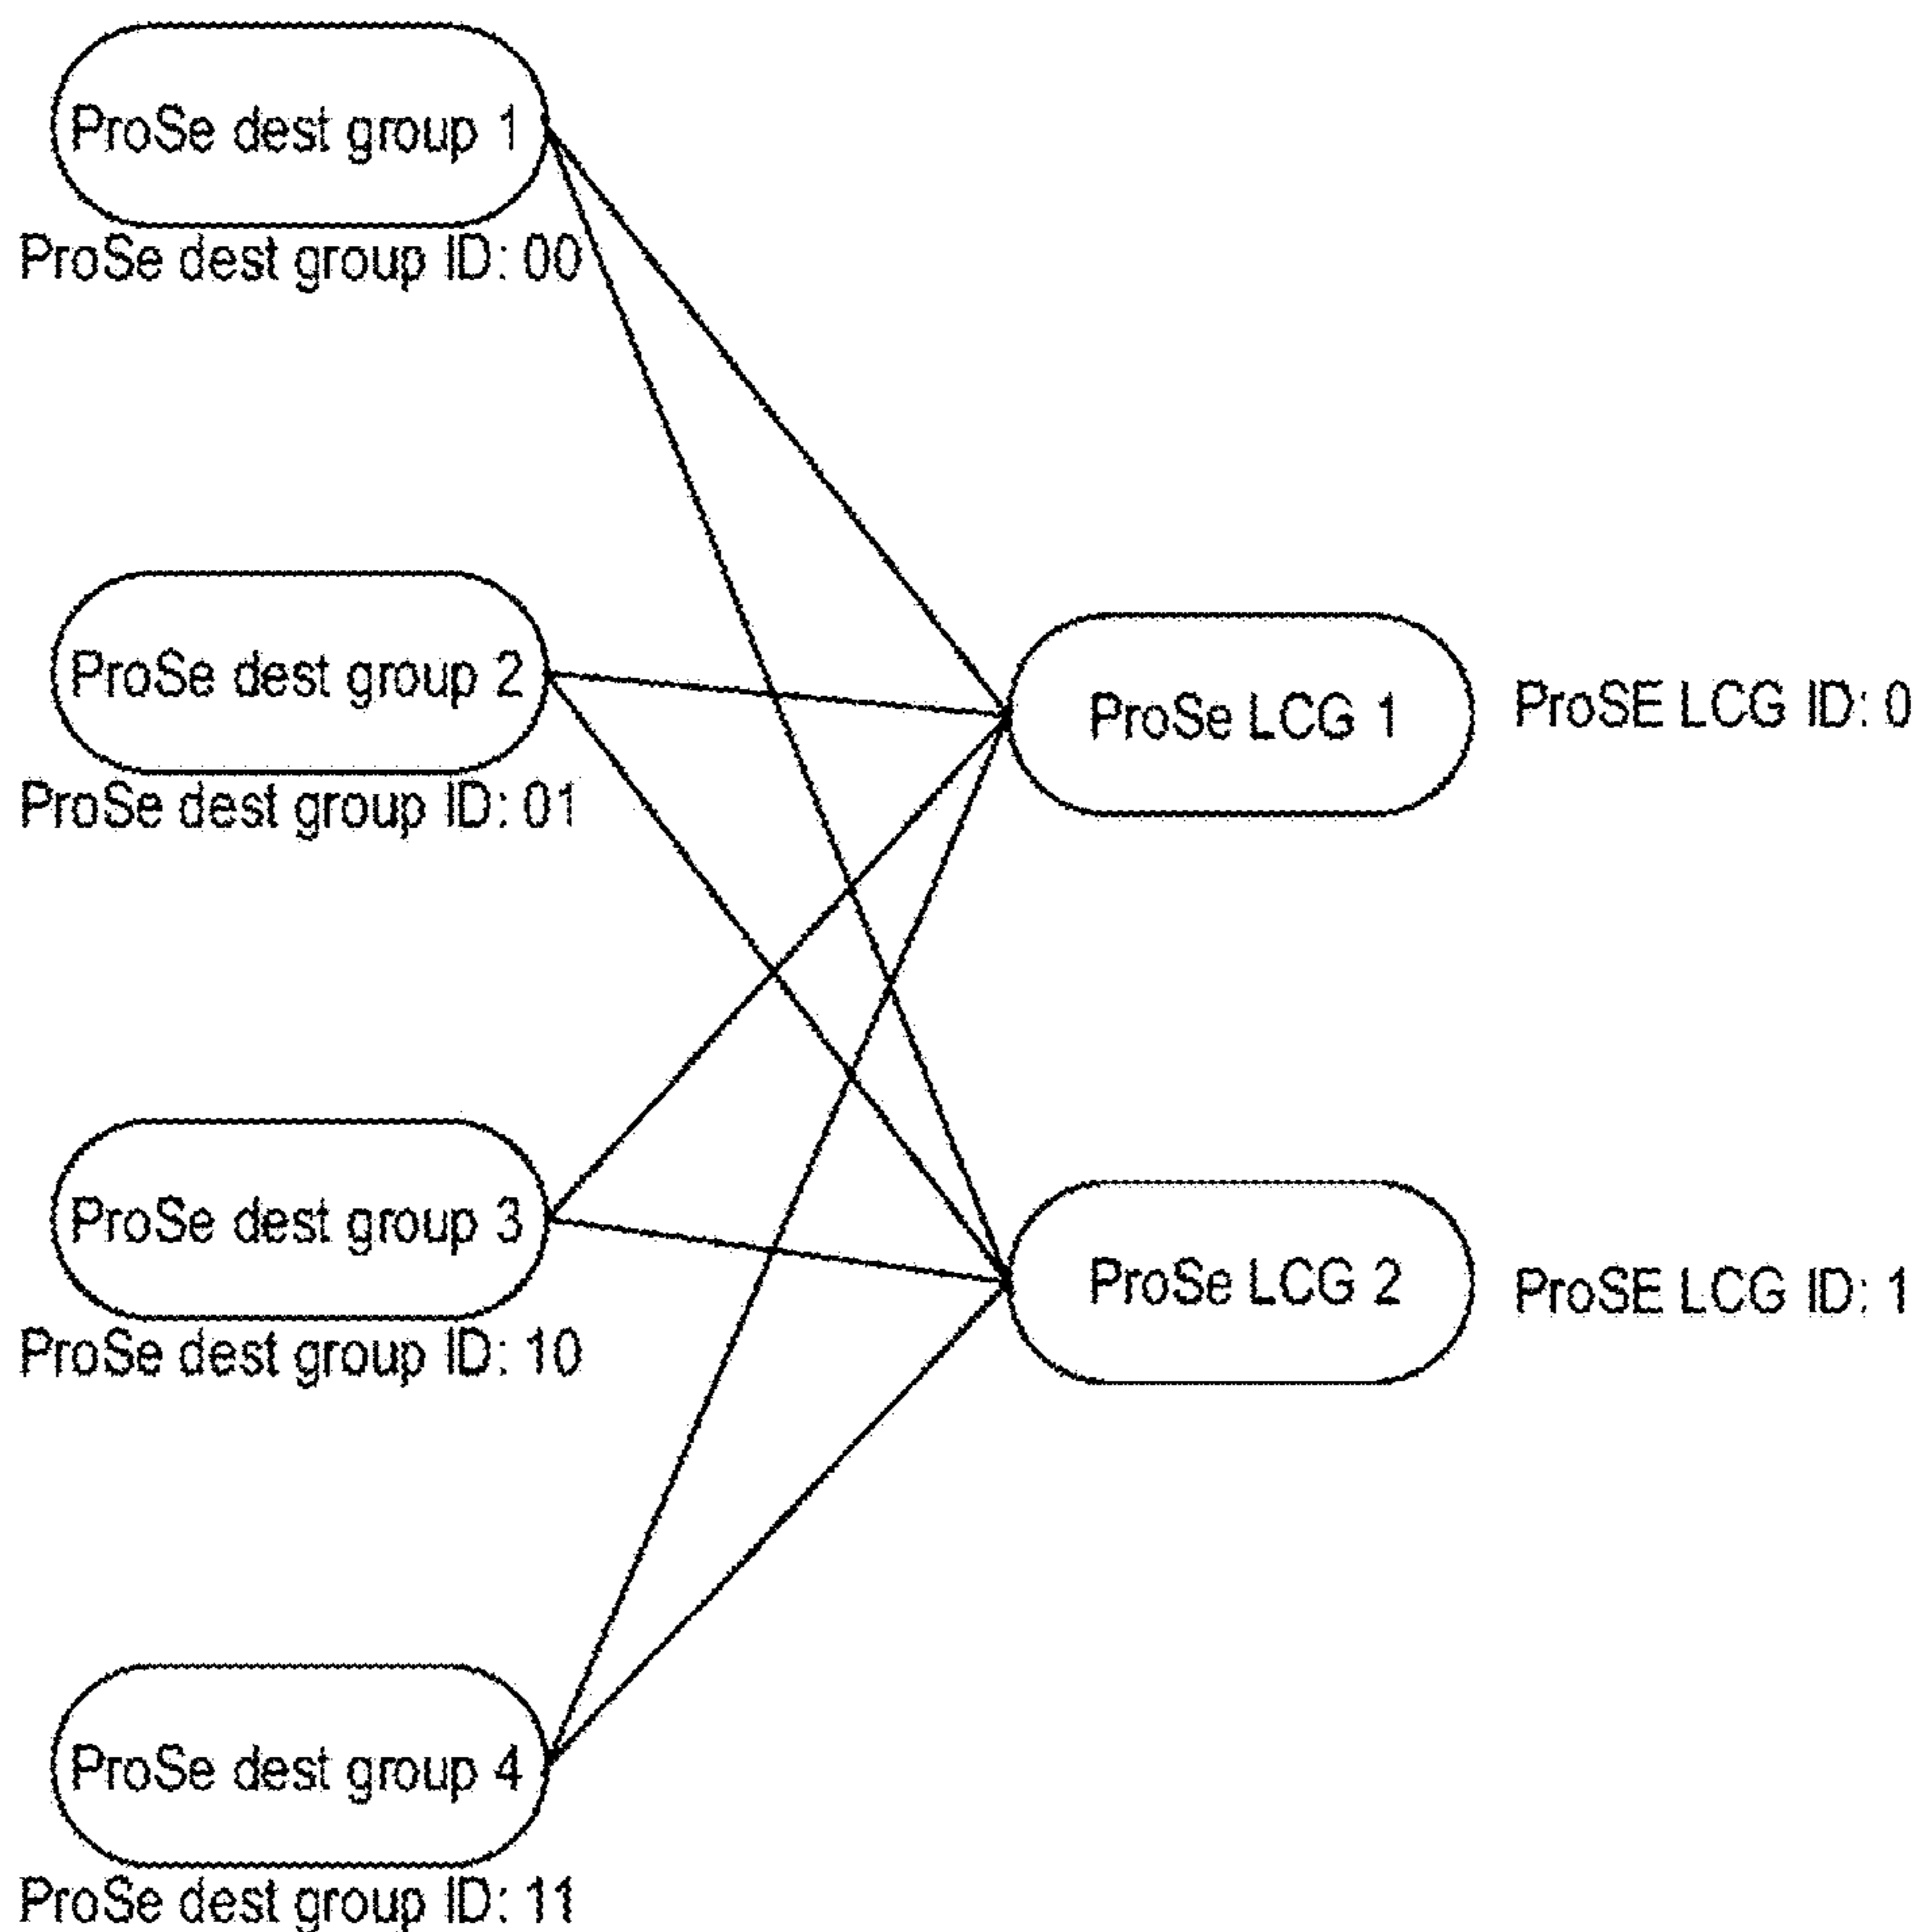 ProSe dest group 1
ProSe dest group ID: 00
ProSe dest group 2
ProSe dest group ID: 01
ProSe LCG 1
ProSE LCG ID: 0
ProSe dest group 3
ProSe dest group ID: 10
ProSe LCG 2
ProSE LCG ID: 1
ProSe dest group 4
ProSe dest group ID: 11